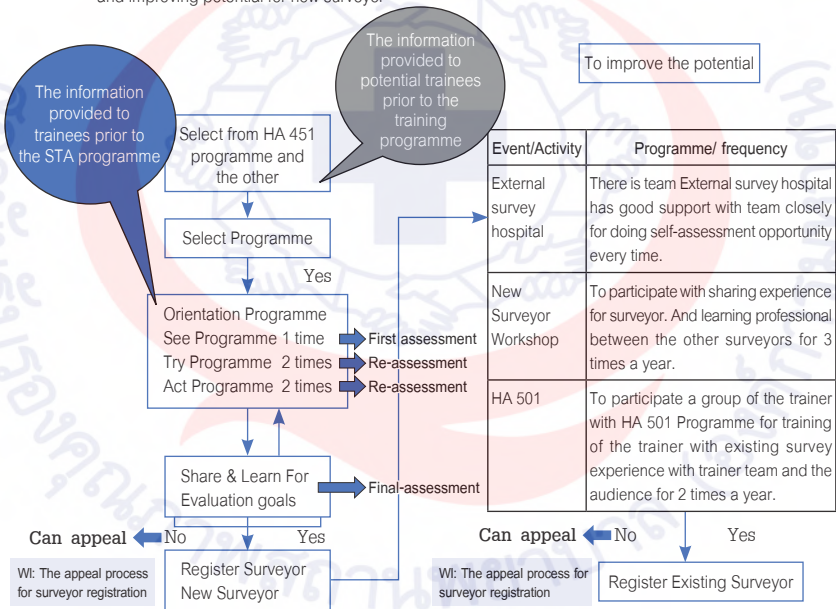 and improving potential for new surveyor
The information
provided to
trainees prior to
the STA programme
The information
provided to
potential trainees
prior to the
training
programme
To improve the potential
Select from HA 451
programme and
the other
Select Programme
Yes
Orientation Programme
See Programme 1 time
First assessment
Try Programme 2 times
Re-assessment
Act Programme 2 times
Re-assessment
Share & Learn For
Evaluation goals
Final-assessment
Can appeal
No
Yes
WI: The appeal process
for surveyor registration
Register Surveyor
New Surveyor
Event/Activity
Programme/ frequency
External
survey
hospital
There is team External survey hospital
has good support with team closely
for doing self-assessment opportunity
every time.
New
Surveyor
Workshop
To participate with sharing experience
for surveyor. And learning professional
between the other surveyors for 3
times a year.
HA 501
To participate a group of the trainer
with HA 501 Programme for training
of the trainer with existing survey
experience with trainer team and the
audience for 2 times a year.
Can appeal
No
Yes
WI: The appeal process for
surveyor registration
Register Existing Surveyor